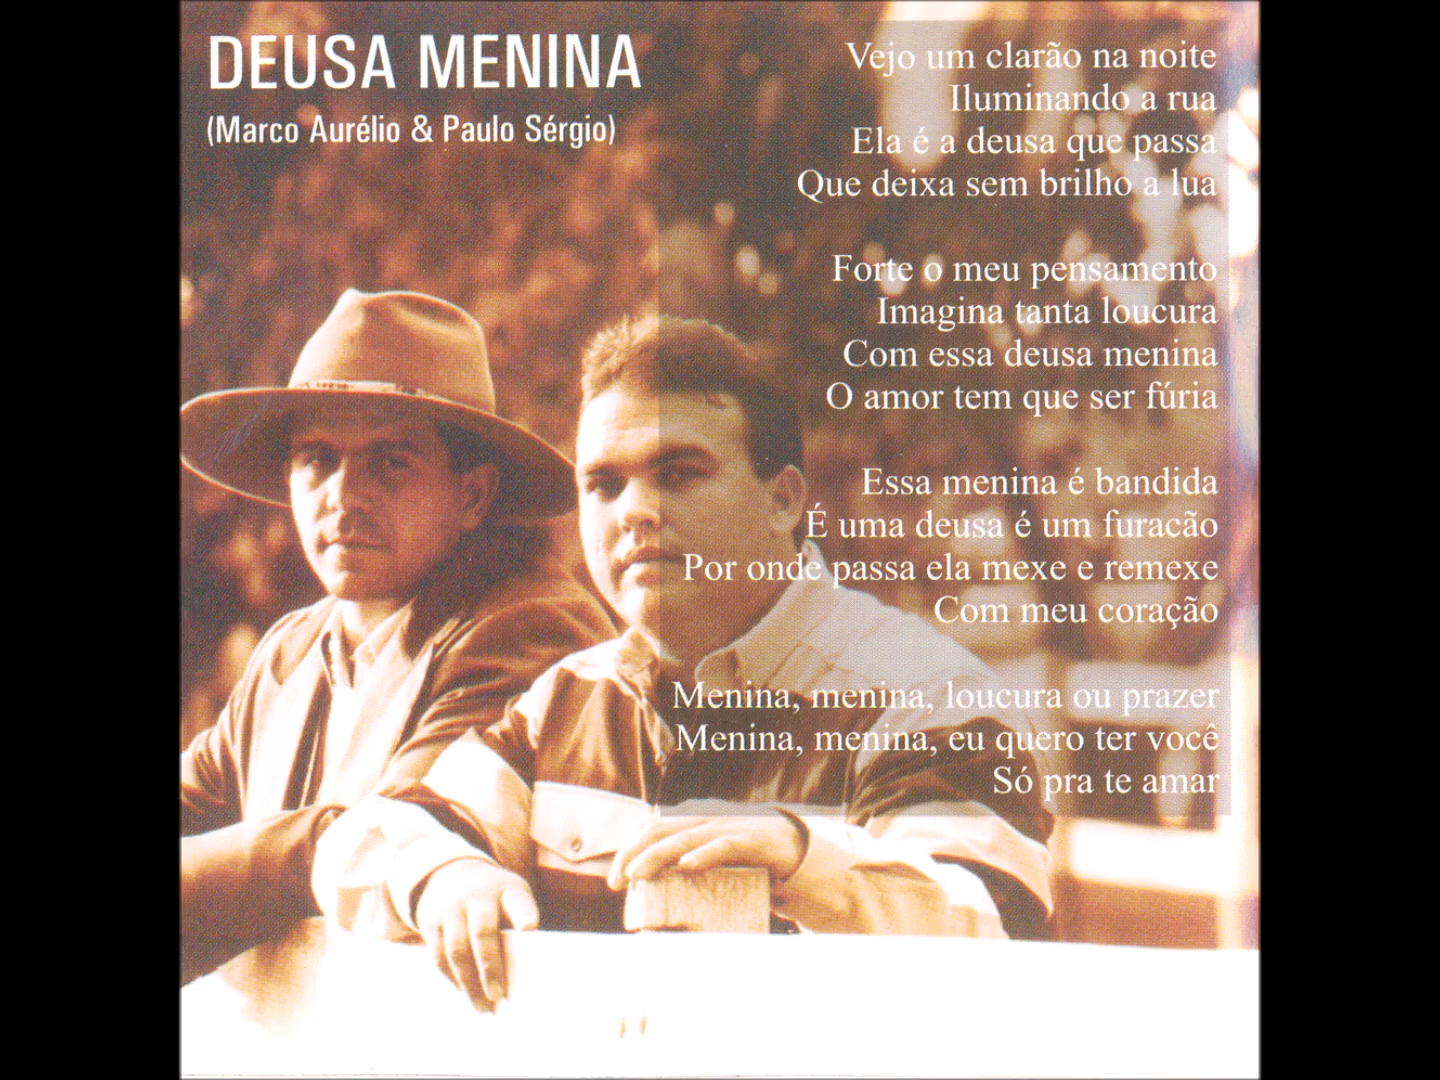 DEUSA MENINA
(Marco Aurélio & Paulo Sérgio)
Vejo um clarão na noite
Iluminando a rua
Ela é a deusa que passa
Que deixa sem brilho a lua
Forte o meu pensamento
Imagina tanta loucura
Com essa deusa menina
O amor tem que ser fúria
Essa menina é bandida
É uma deusa é um furacão
Por onde passa ela mexe e remexe
Com meu coração
Menina, menina, loucura ou prazer
Menina, menina, eu quero ter você
Só pra te amar